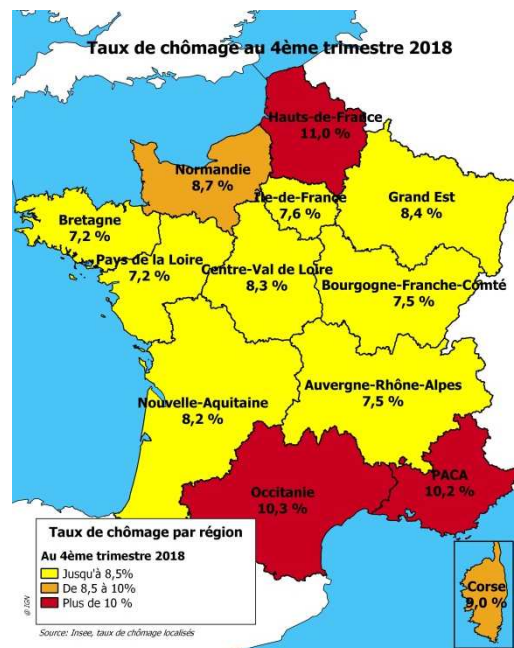 Taux de chômage au 4ème trimestre 2018
Hauts-de-France
11,0 %
Normandie
8,7 %
Île-de-France
7,6 %
Grand Est
8,4 %
Bretagne
7,2 %
Pays de la Loire
7,2 %
Centre-Val de Loire
8,3 %
Bourgogne-Franche-Comté
7,5 %
Auvergne-Rhône-Alpes
7,5 %
Nouvelle-Aquitaine
8,2 %
PACA
10,2 %
Occitanie
10,3 %
Corse
9,0 %
Taux de chômage par région
Au 4ème trimestre 2018
Jusqu'à 8,5%
De 8,5 à 10%
Plus de 10 %
@ IGN
Source: Insee, taux de chômage localisés